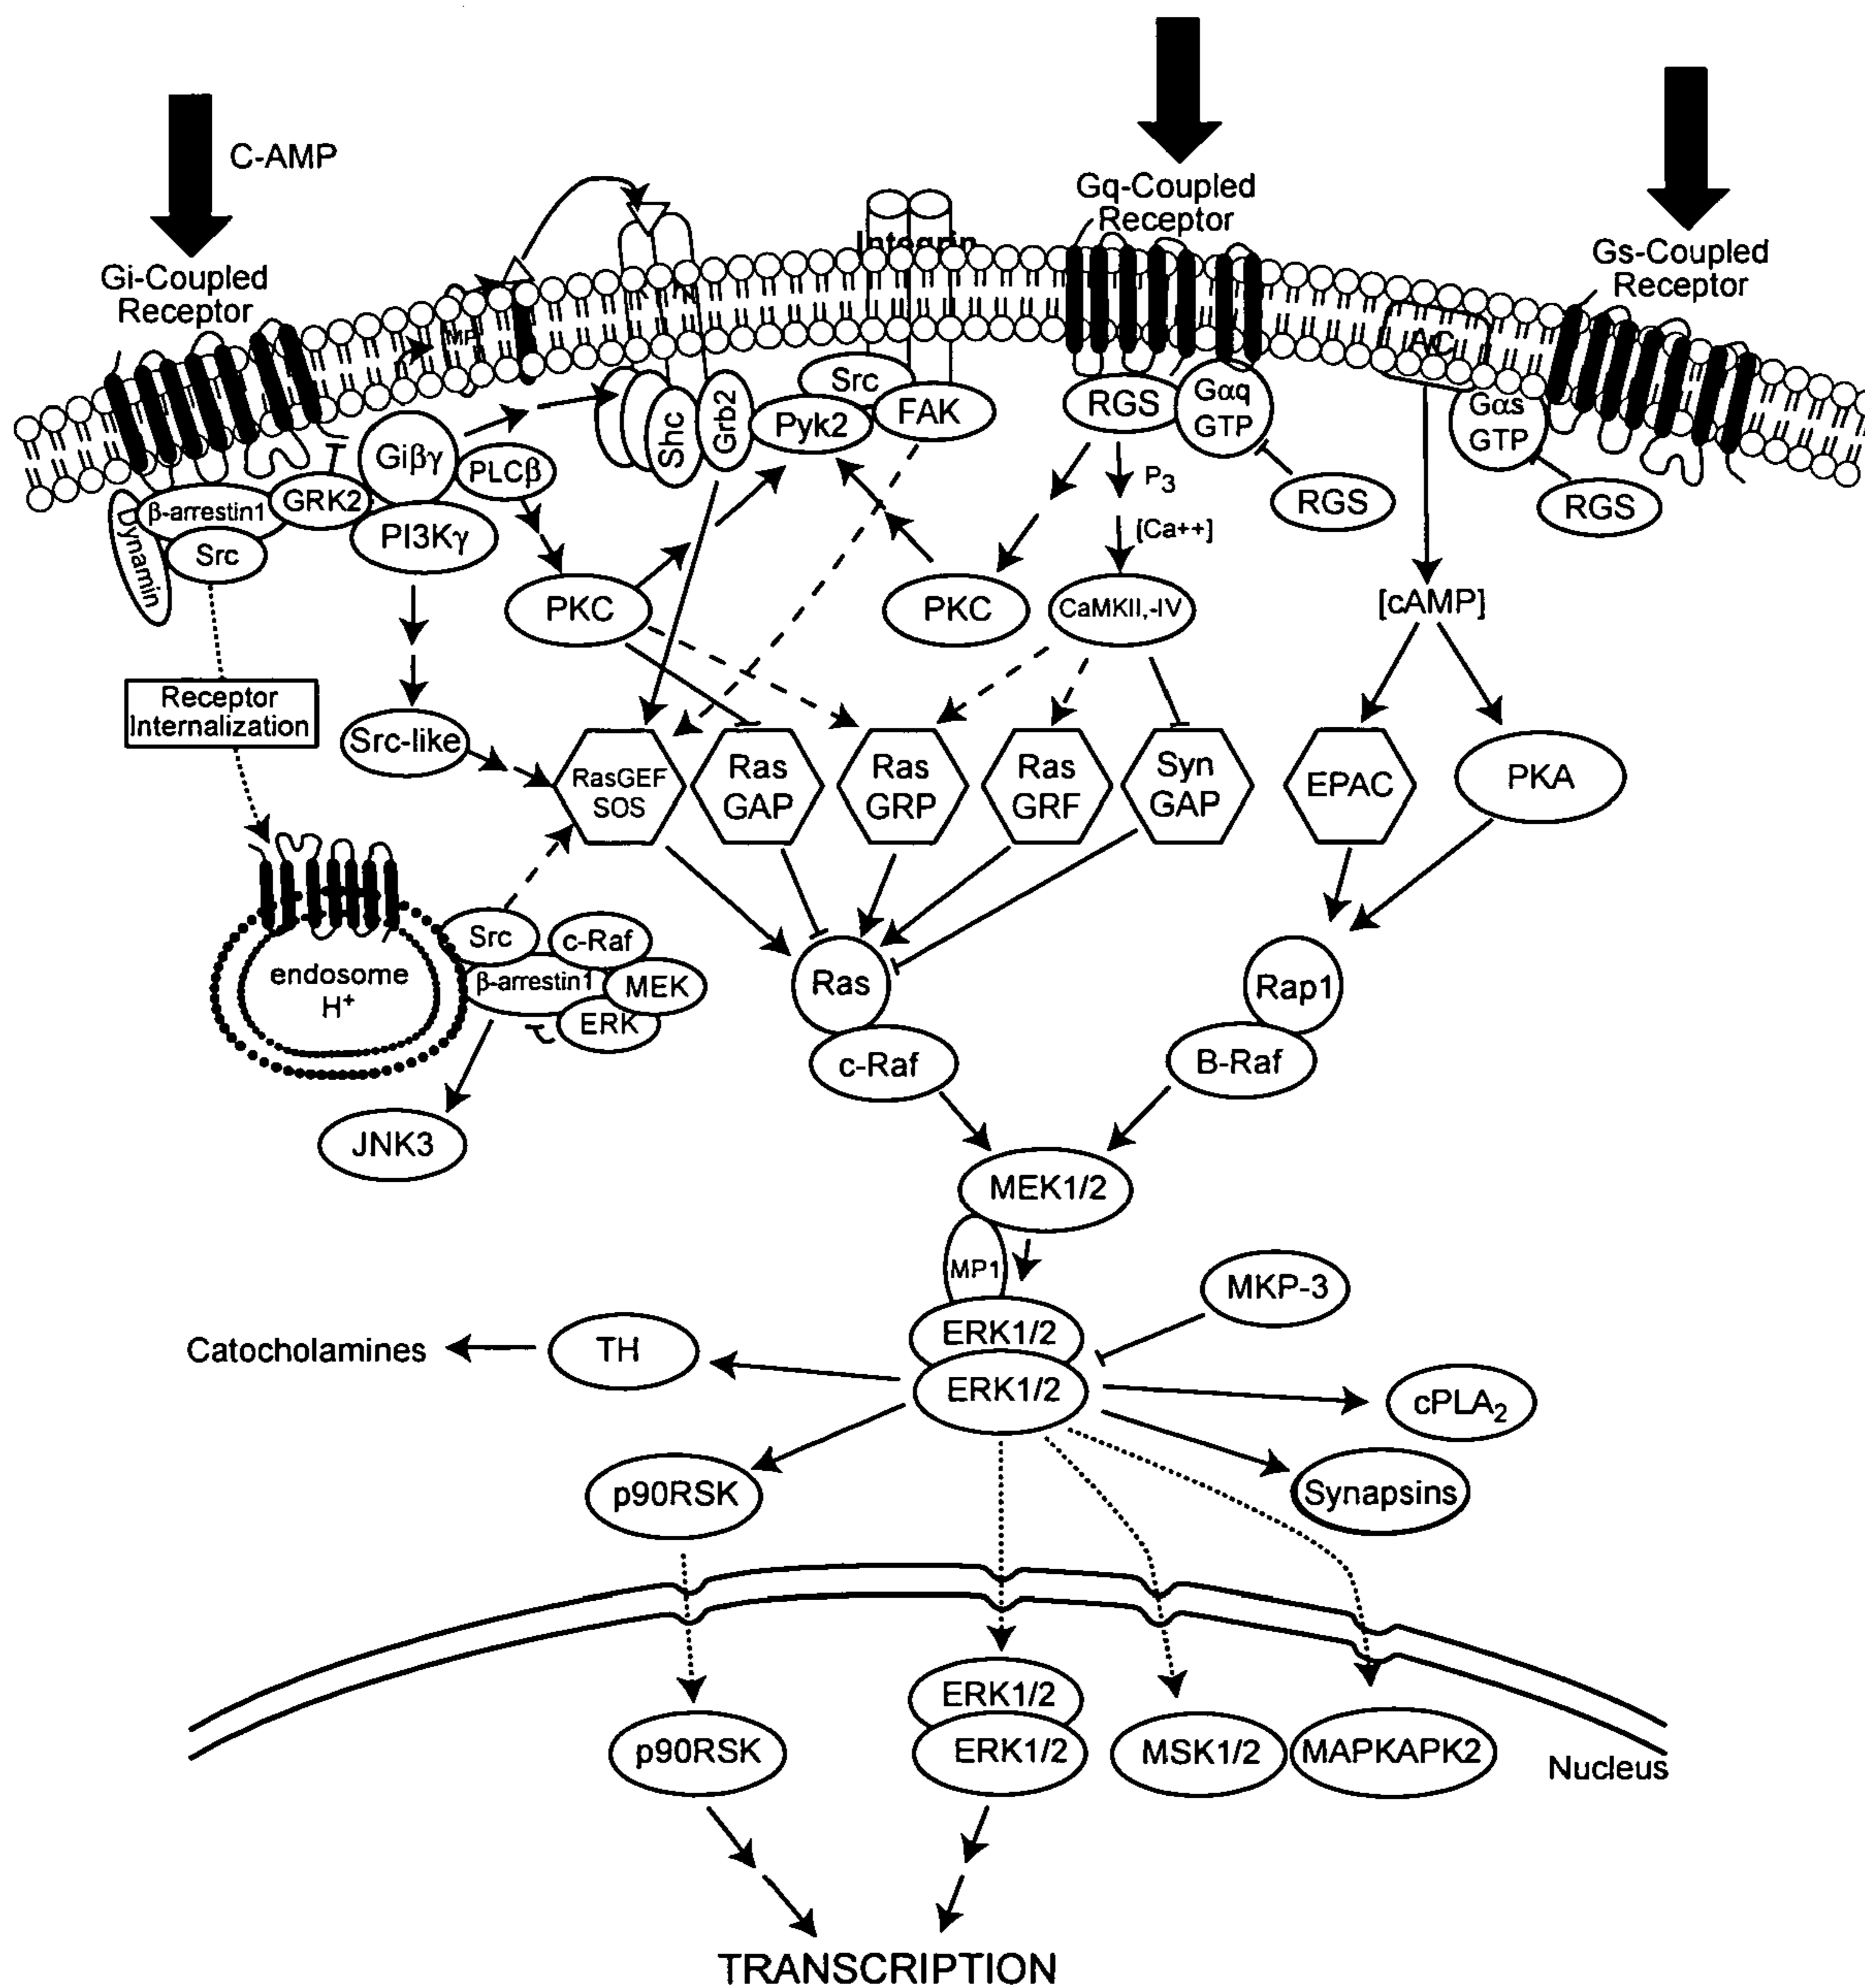 C-AMP
Gi-Coupled
Receptor
Gq-Coupled
Receptor
Gs-Coupled
Receptor
Integrin
MP
AC
Src
Pyk2
FAK
Shc
Grb2
RGS
Gαq
GTP
Gαs
GTP
RGS
RGS
Giβγ
PLCβ
GRK2
PI3Kγ
β-arrestin1
Src
Dynamin
P3
[Ca++]
PKC
PKC
CaMKII,-IV
[cAMP]
Receptor
Internalization
Src-like
RasGEF
SOS
Ras
GAP
Ras
GRP
Ras
GRF
Syn
GAP
EPAC
PKA
endosome
H+
Src
c-Raf
β-arrestin1
MEK
ERK
JNK3
Ras
c-Raf
Rap1
B-Raf
MEK1/2
MP1
MKP-3
ERK1/2
ERK1/2
TH
Catocholamines
cPLA2
Synapsins
p90RSK
ERK1/2
ERK1/2
p90RSK
MSK1/2
MAPKAPK2
Nucleus
TRANSCRIPTION